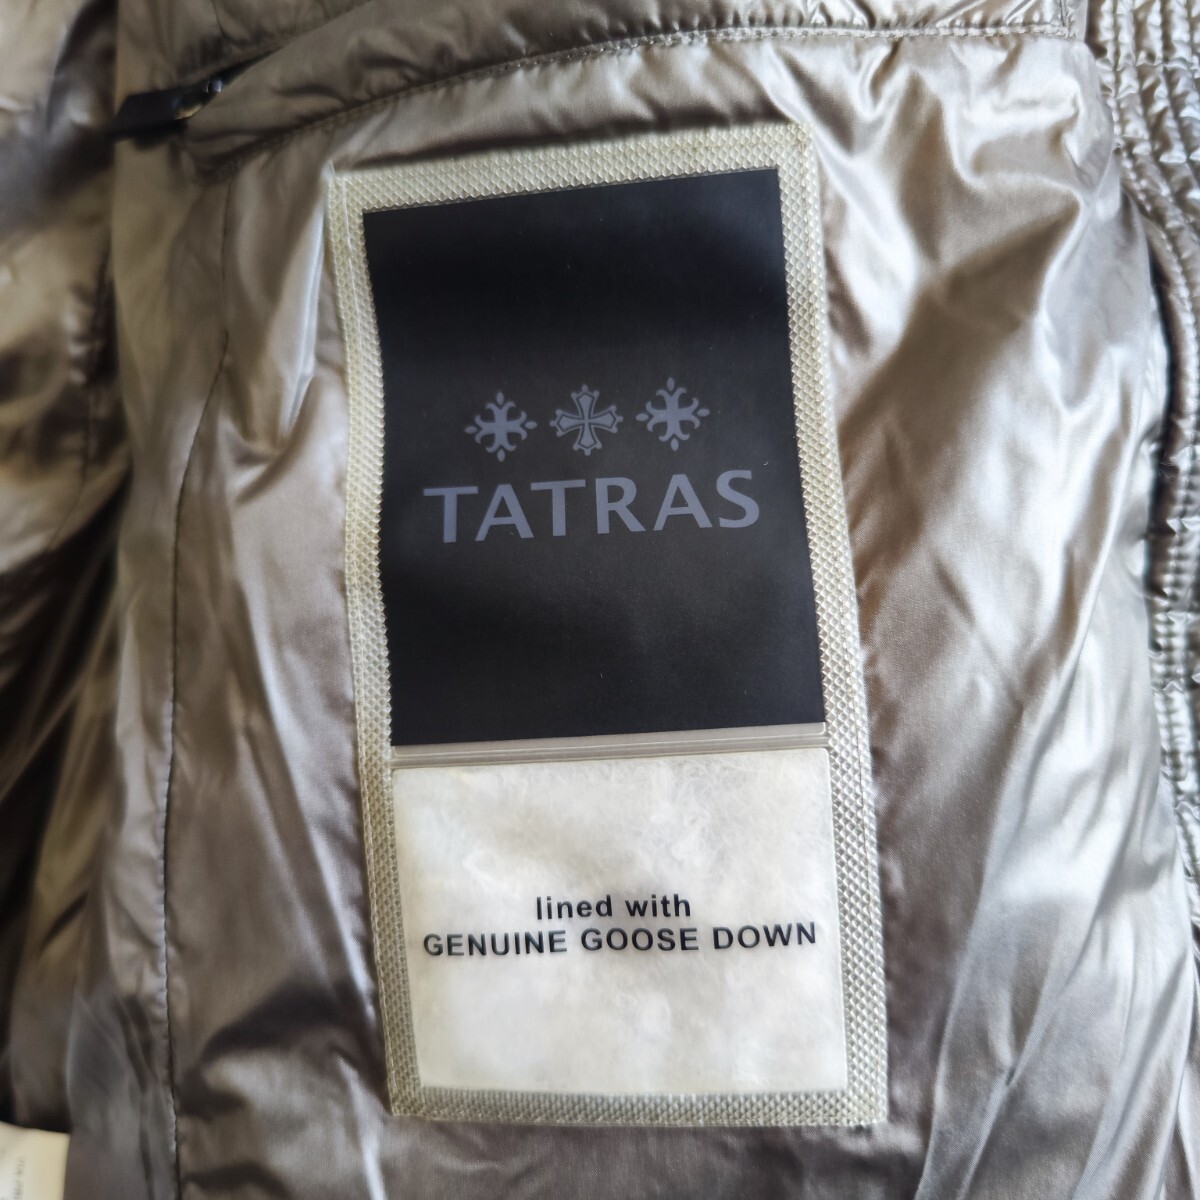 TATRAS
lined with
GENUINE GOOSE DOWN